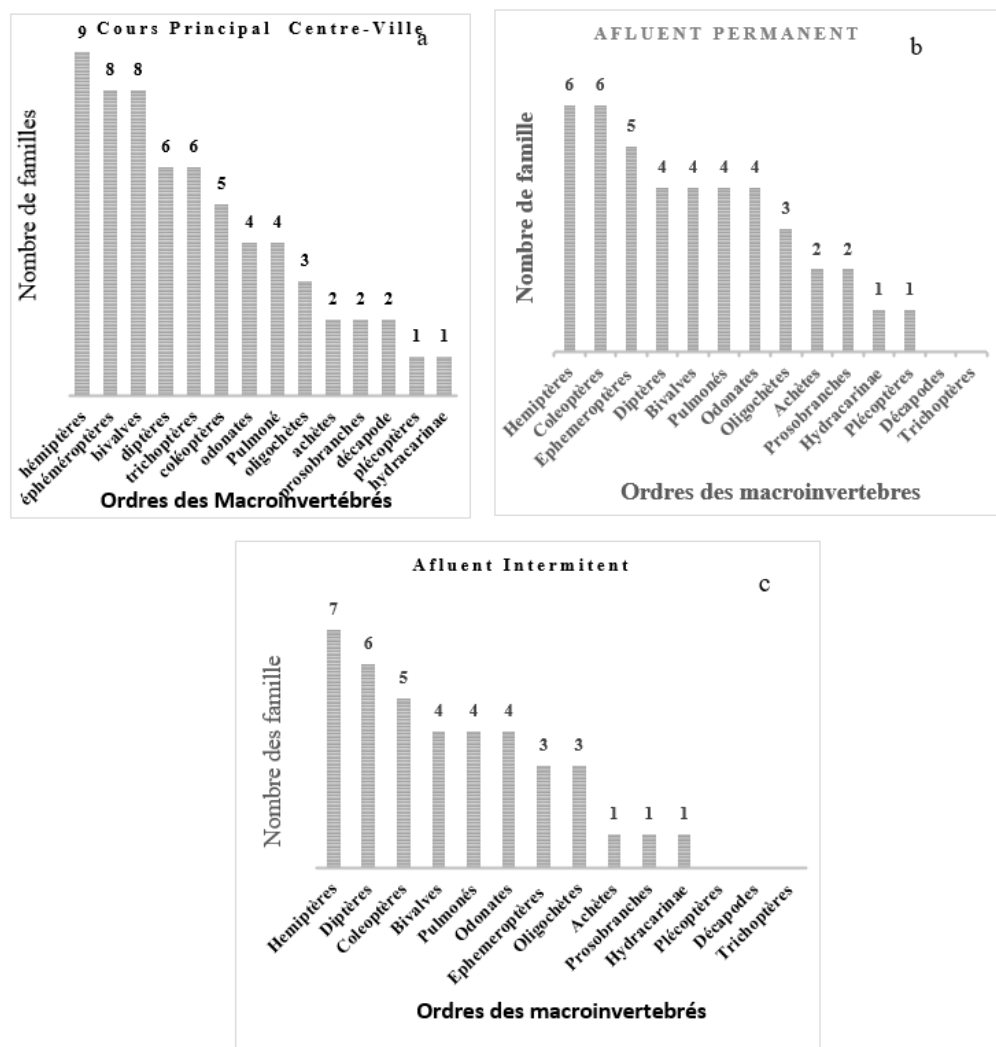 9 Cours Principal Centre-Ville
a
8 8
6 6
5
4 4
3
2 2 2
1 1
Nombre de familles
hémiptères
éphéméroptères
bivalves
diptères
trichoptères
coléoptères
odonates
Pulmoné
oligochètes
achètes
prosobranches
décapode
plécoptères
hydracarinae
Ordres des Macroinvertébrés
AFLUENT PERMANENT
b
6 6
5
4 4 4 4
3
2 2
1 1
Nombre de famille
Hemiptères
Coleoptères
Ephemeroptères
Diptères
Bivalves
Pulmonés
Odonates
Oligochètes
Achètes
Prosobranches
Hydracarinae
Plécoptères
Décapodes
Trichoptères
Ordres des macroinvertebres
Afluent Intermitent
c
7
6
5
4 4 4
3 3
1 1 1
Nombre des famille
Hemiptères
Diptères
Coleoptères
Bivalves
Pulmonés
Odonates
Ephemeroptères
Oligochètes
Achètes
Prosobranches
Hydracarinae
Plécoptères
Décapodes
Trichoptères
Ordres des macroinvertebrés